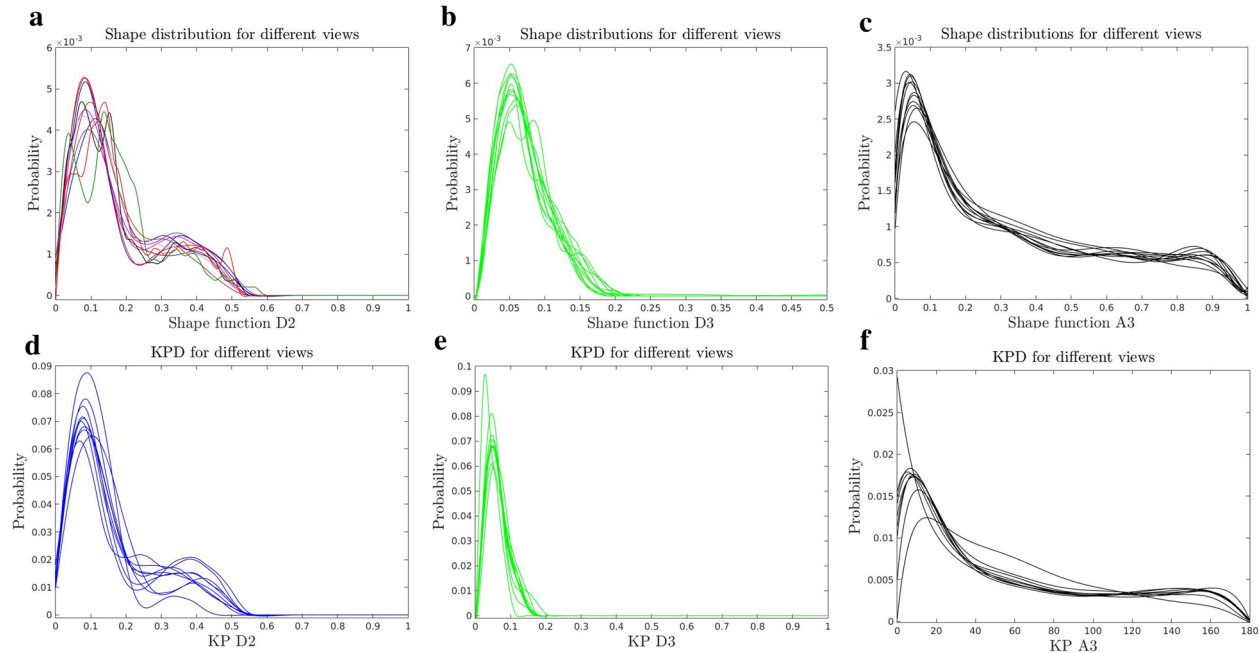 a
Shape distribution for different views
×10⁻³
6
5
4
3
2
1
0
Probability
0 0.1 0.2 0.3 0.4 0.5 0.6 0.7 0.8 0.9 1
Shape function D2
b
Shape distributions for different views
×10⁻³
7
6
5
4
3
2
1
0
Probability
0 0.05 0.1 0.15 0.2 0.25 0.3 0.35 0.4 0.45 0.5
Shape function D3
c
Shape distributions for different views
×10⁻³
3.5
3
2.5
2
1.5
1
0.5
0
Probability
0 0.1 0.2 0.3 0.4 0.5 0.6 0.7 0.8 0.9 1
Shape function A3
d
KPD for different views
0.09
0.08
0.07
0.06
0.05
0.04
0.03
0.02
0.01
0
Probability
0 0.1 0.2 0.3 0.4 0.5 0.6 0.7 0.8 0.9 1
KP D2
e
KPD for different views
0.1
0.09
0.08
0.07
0.06
0.05
0.04
0.03
0.02
0.01
0
Probability
0 0.1 0.2 0.3 0.4 0.5 0.6 0.7 0.8 0.9 1
KP D3
f
KPD for different views
0.03
0.025
0.02
0.015
0.01
0.005
0
Probability
0 20 40 60 80 100 120 140 160 180
KP A3